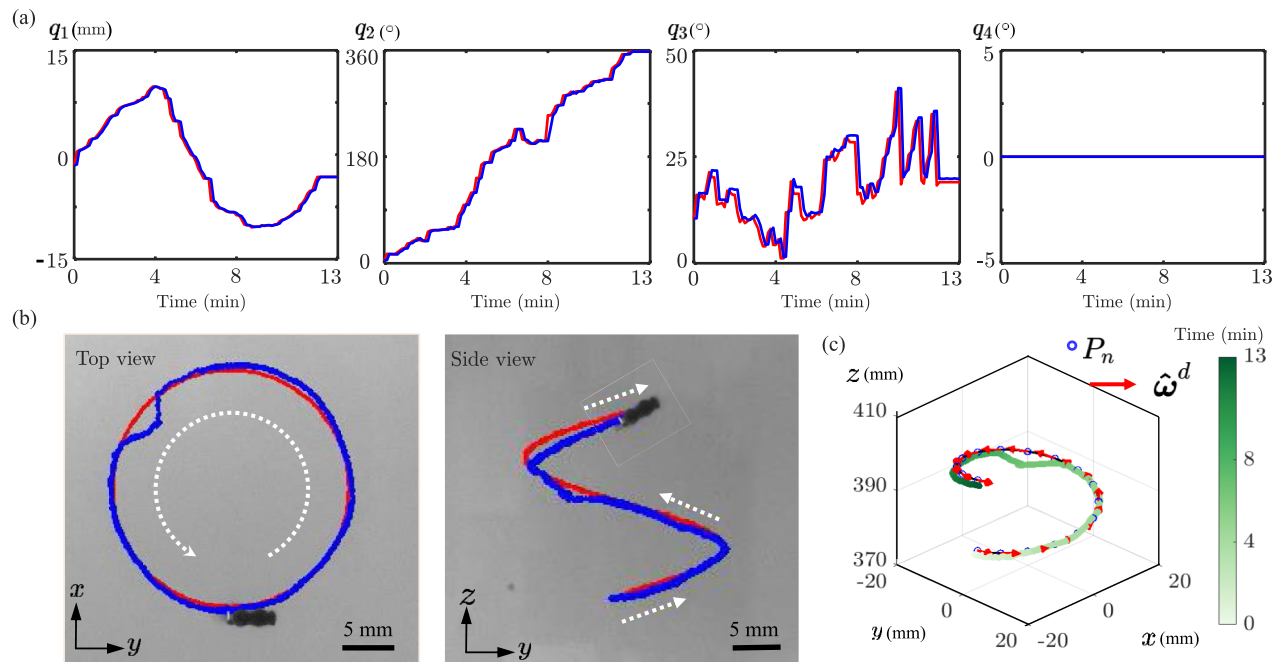 (a)
q₁(mm)
15
0
-15
0 4 8 13
Time (min)
q₂(°)
360
180
0
0 4 8 13
Time (min)
q₃(°)
50
25
0
0 4 8 13
Time (min)
q₄(°)
5
0
-5
0 4 8 13
Time (min)
(b)
Top view
x
y
5 mm
Side view
z
y
5 mm
(c)
Pₙ
ω̂ᵈ
Time (min)
13
8
4
0
z (mm)
410
390
370
-20
0
20
y (mm)
-20
0
20
x (mm)